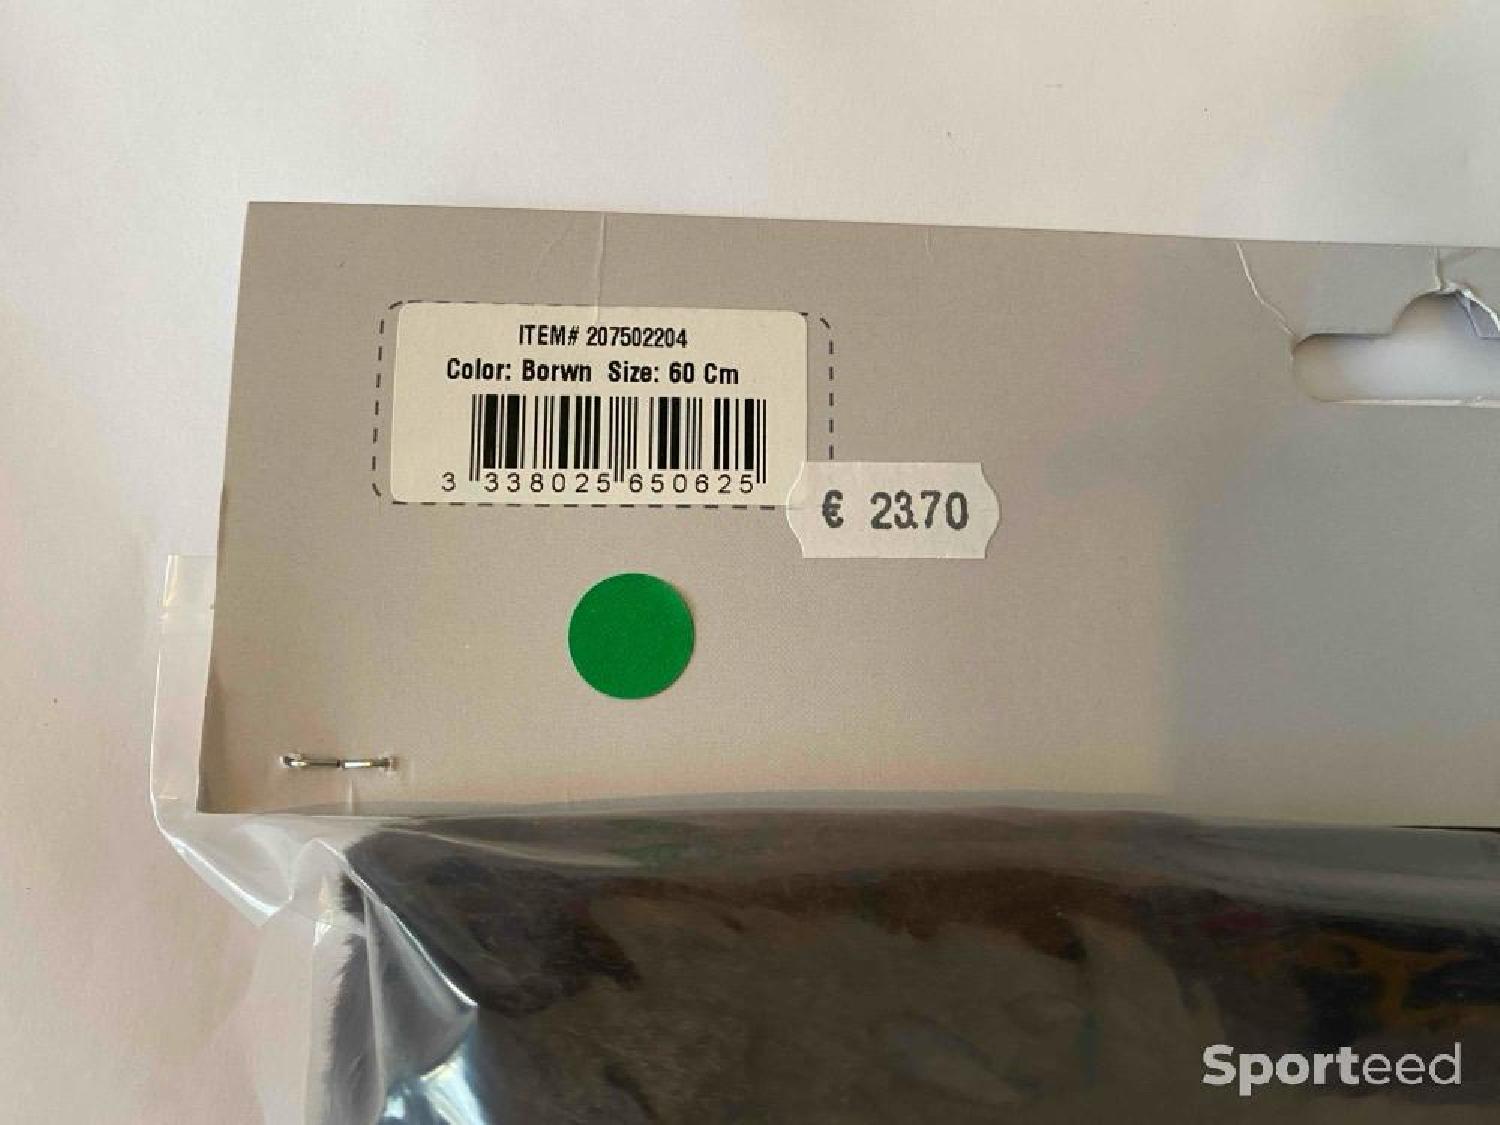 ITEM# 207502204
Color: Borwn Size: 60 Cm
3 338025 650625
€ 23.70
Sporteed